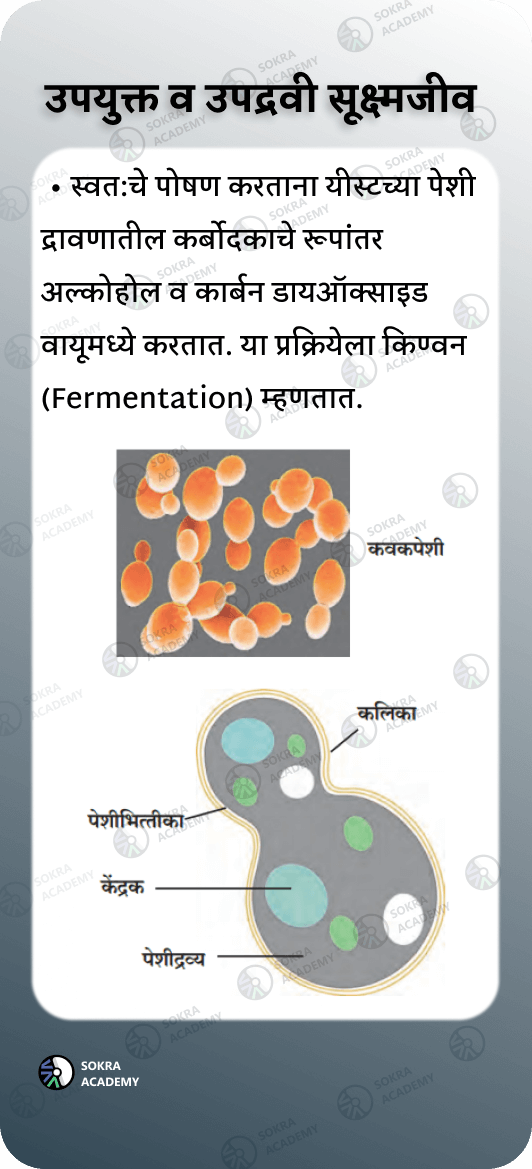 उपयुक्त व उपद्रवी सूक्ष्मजीव
• स्वत:चे पोषण करताना यीस्टच्या पेशी
द्रावणातील कर्बोदकाचे रूपांतर
अल्कोहोल व कार्बन डायऑक्साइड
वायूमध्ये करतात. या प्रक्रियेला किण्वन
(Fermentation) म्हणतात.
कवकपेशी
कलिका
पेशीभित्तीका
केंद्रक
पेशीद्रव्य
SOKRA
ACADEMY